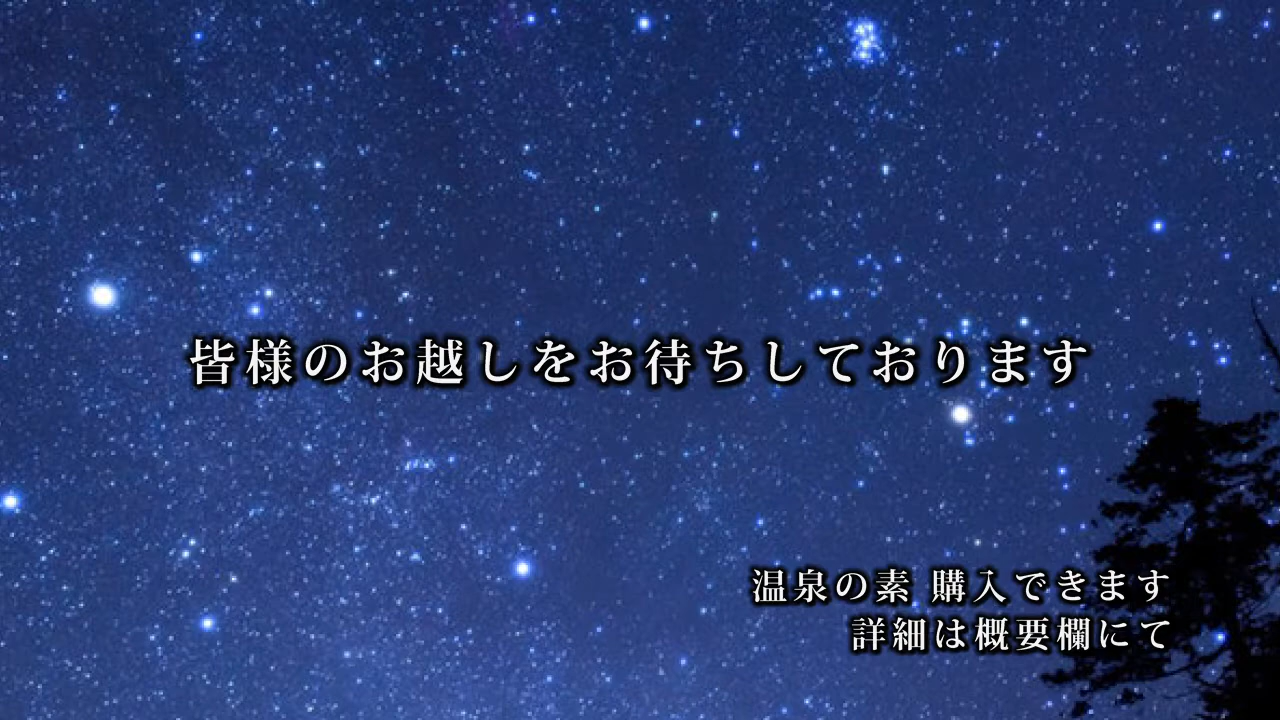 皆様のお越しをお待ちしております
温泉の素 購入できます
詳細は概要欄にて